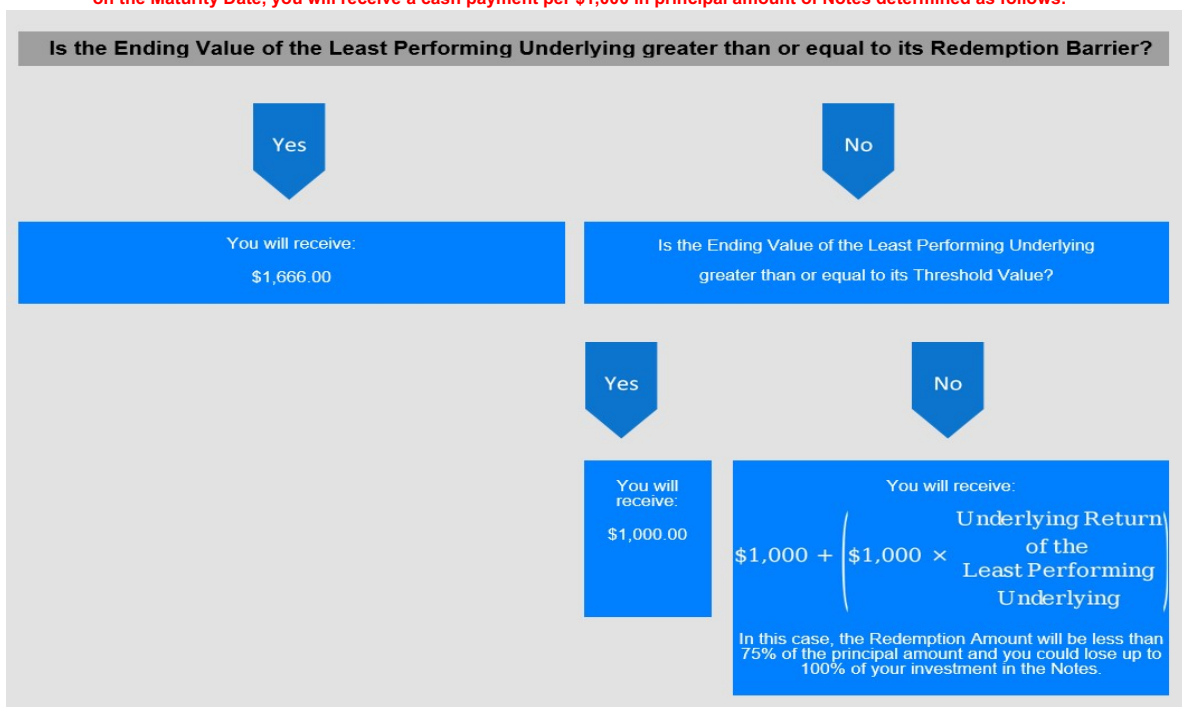 on the Maturity Date, you will receive a cash payment per $1,000 in principal amount of Notes determined as follows:
Is the Ending Value of the Least Performing Underlying greater than or equal to its Redemption Barrier?
Yes
No
You will receive:
$1,666.00
Is the Ending Value of the Least Performing Underlying
greater than or equal to its Threshold Value?
Yes
No
You will
receive:
$1,000.00
You will receive:
$1,000 + ($1,000 × Underlying Return
of the
Least Performing
Underlying)
In this case, the Redemption Amount will be less than
75% of the principal amount and you could lose up to
100% of your investment in the Notes.